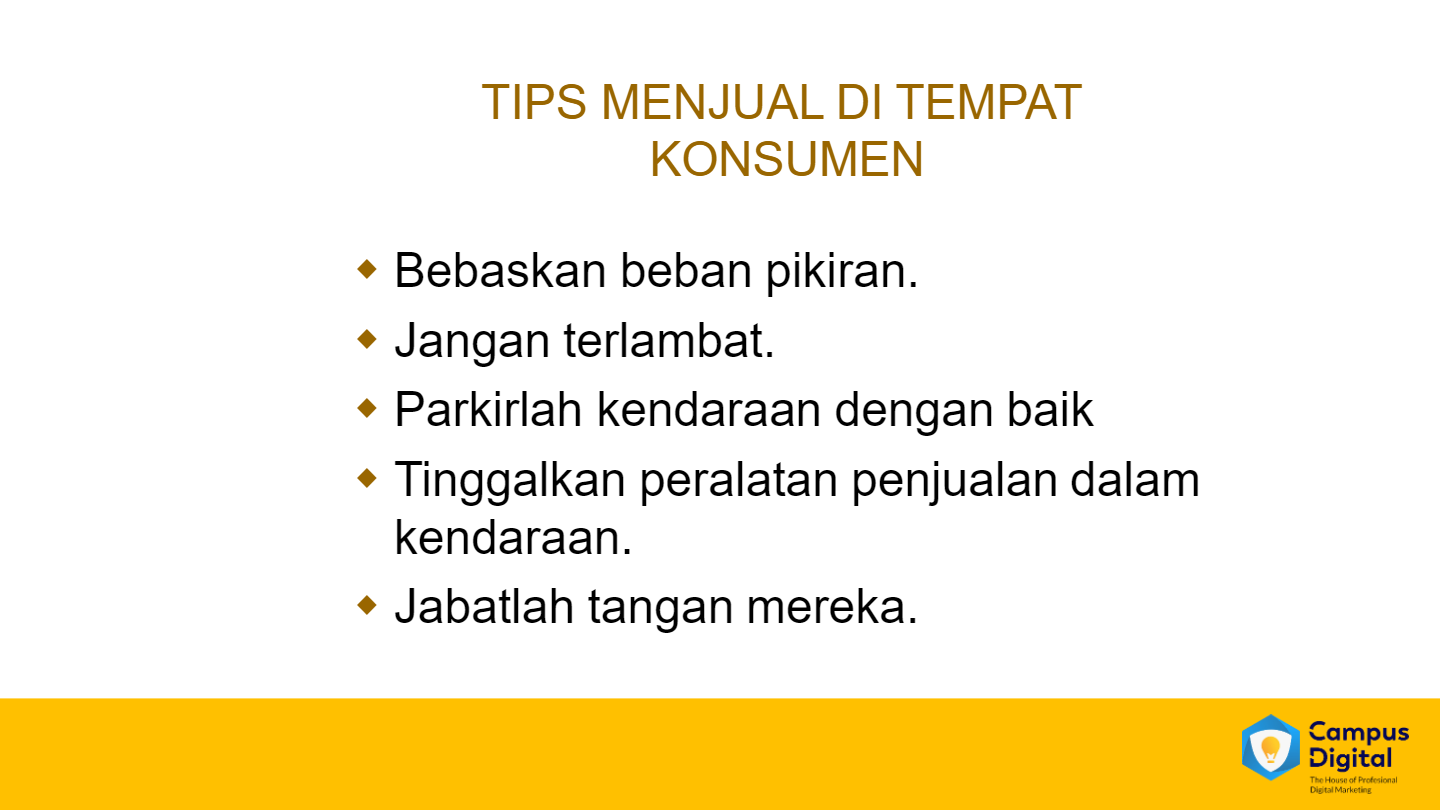 TIPS MENJUAL DI TEMPAT
KONSUMEN
◆ Bebaskan beban pikiran.
◆ Jangan terlambat.
◆ Parkirlah kendaraan dengan baik
◆ Tinggalkan peralatan penjualan dalam
kendaraan.
◆ Jabatlah tangan mereka.
Campus
Digital
The House of Profesional
Digital Marketing